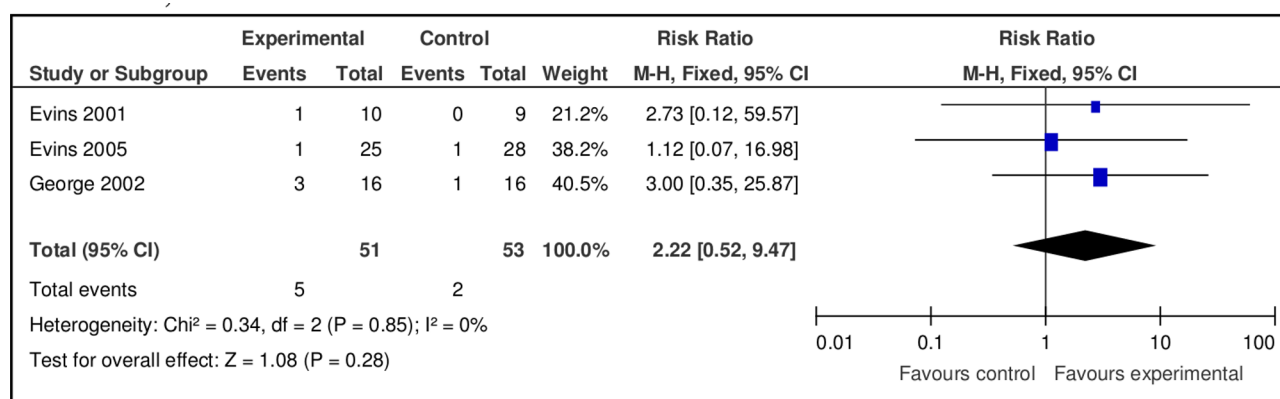 Experimental Control Risk Ratio Risk Ratio
Study or Subgroup Events Total Events Total Weight M-H, Fixed, 95% CI M-H, Fixed, 95% CI
Evins 2001 1 10 0 9 21.2% 2.73 [0.12, 59.57]
Evins 2005 1 25 1 28 38.2% 1.12 [0.07, 16.98]
George 2002 3 16 1 16 40.5% 3.00 [0.35, 25.87]
Total (95% CI) 51 53 100.0% 2.22 [0.52, 9.47]
Total events 5 2
Heterogeneity: Chi² = 0.34, df = 2 (P = 0.85); I² = 0%
Test for overall effect: Z = 1.08 (P = 0.28)
0.01 0.1 1 10 100
Favours control Favours experimental